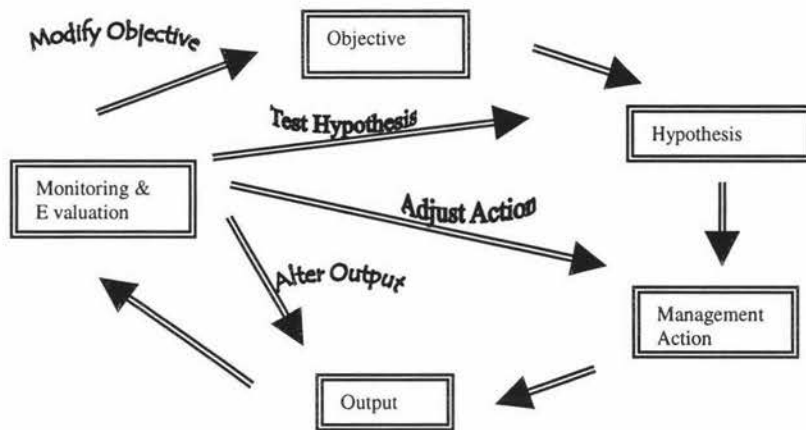 Modify Objective
Objective
Test Hypothesis
Hypothesis
Monitoring &
E valuation
Adjust Action
Alter Output
Management
Action
Output